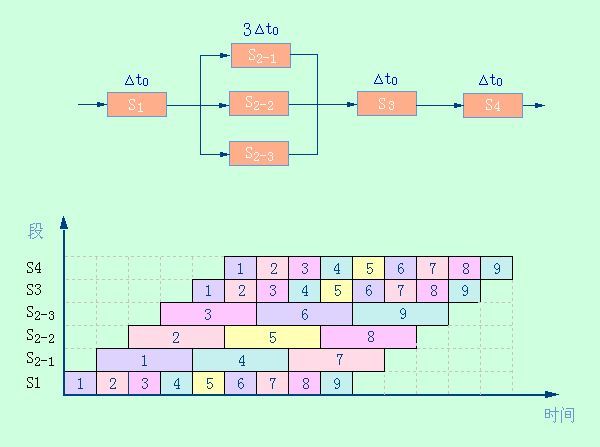 3Δt0
S2-1
Δt0
S1
S2-2
Δt0
S3
Δt0
S4
S2-3
段
S4 1 2 3 4 5 6 7 8 9
S3 1 2 3 4 5 6 7 8 9
S2-3 3 6 9
S2-2 2 5 8
S2-1 1 4 7
S1 1 2 3 4 5 6 7 8 9
时间